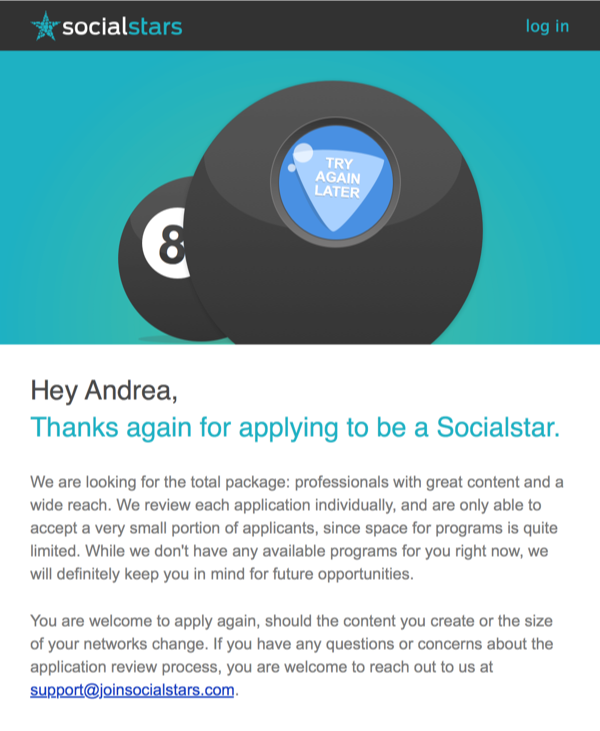 socialstars
log in
TRY
AGAIN
LATER
8
Hey Andrea,
Thanks again for applying to be a Socialstar.
We are looking for the total package: professionals with great content and a
wide reach. We review each application individually, and are only able to
accept a very small portion of applicants, since space for programs is quite
limited. While we don't have any available programs for you right now, we
will definitely keep you in mind for future opportunities.
You are welcome to apply again, should the content you create or the size
of your networks change. If you have any questions or concerns about the
application review process, you are welcome to reach out to us at
support@joinsocialstars.com.